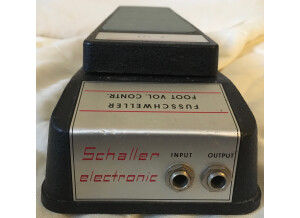 FUSSCHWELLER
FOOT VOL. CONTR.
Schaller
electronic
INPUT
OUTPUT